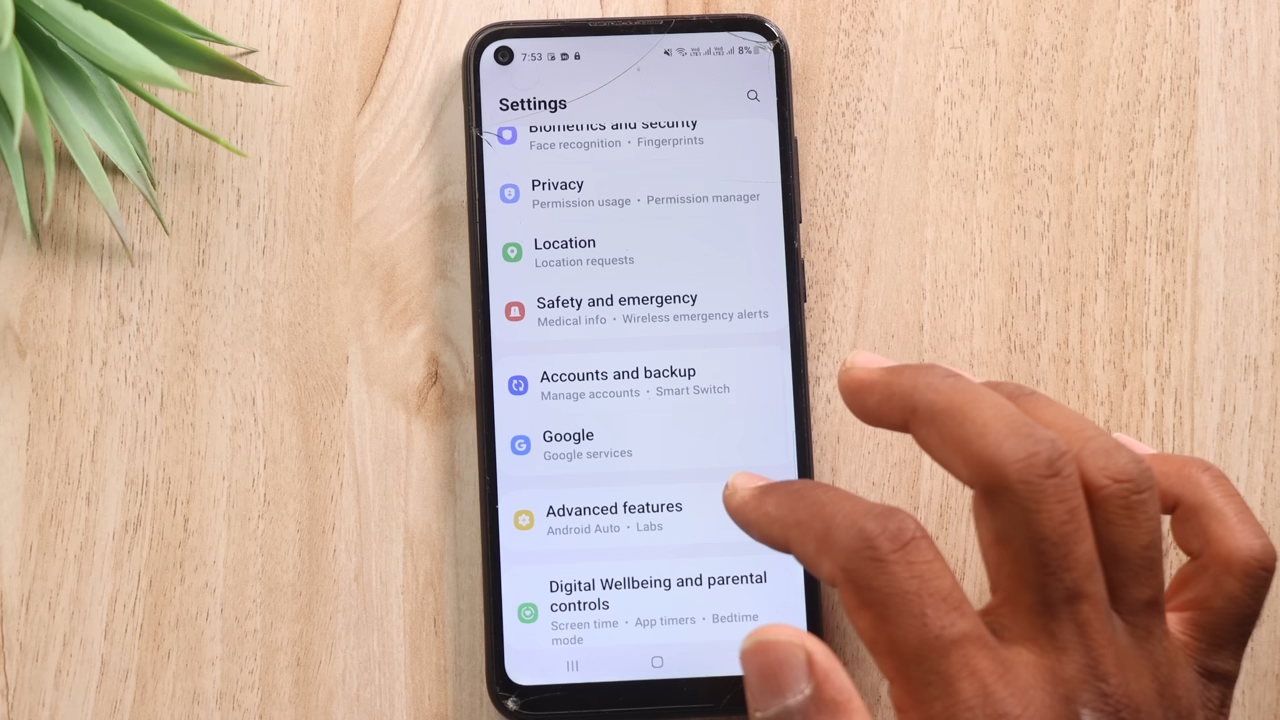 7:53 8%
Settings
Biometrics and security
Face recognition • Fingerprints
Privacy
Permission usage • Permission manager
Location
Location requests
Safety and emergency
Medical info • Wireless emergency alerts
Accounts and backup
Manage accounts • Smart Switch
Google
Google services
Advanced features
Android Auto • Labs
Digital Wellbeing and parental
controls
Screen time • App timers • Bedtime
mode